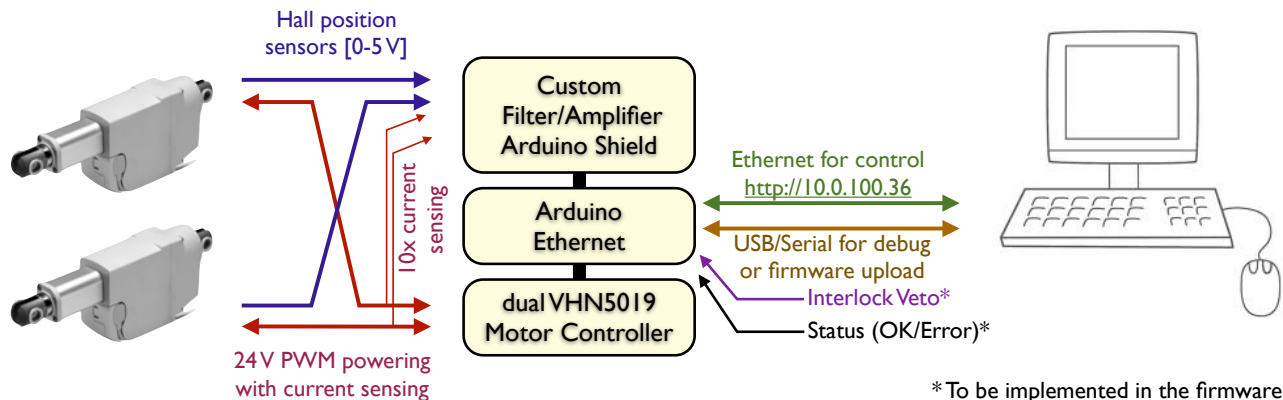 Hall position
sensors [0-5 V]
10x current
sensing
24 V PWM powering
with current sensing
Custom
Filter/Amplifier
Arduino Shield
Arduino
Ethernet
dual VHN5019
Motor Controller
Ethernet for control
http://10.0.100.36
USB/Serial for debug
or firmware upload
Interlock Veto*
Status (OK/Error)*
* To be implemented in the firmware